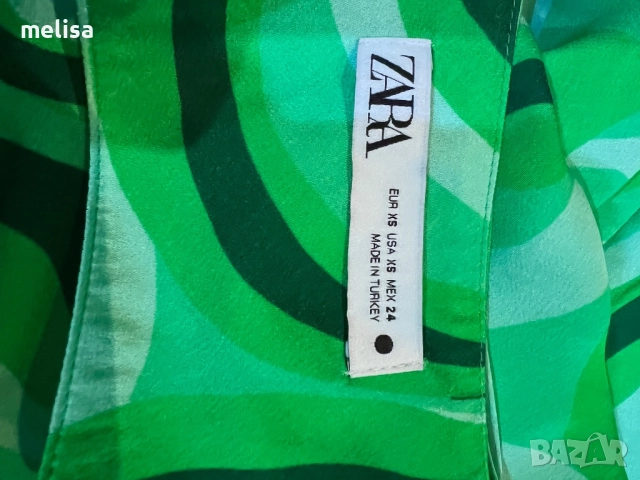 melisa
ZARA
EUR XS USA XS MEX 24
MADE IN TURKEY
BAZAR